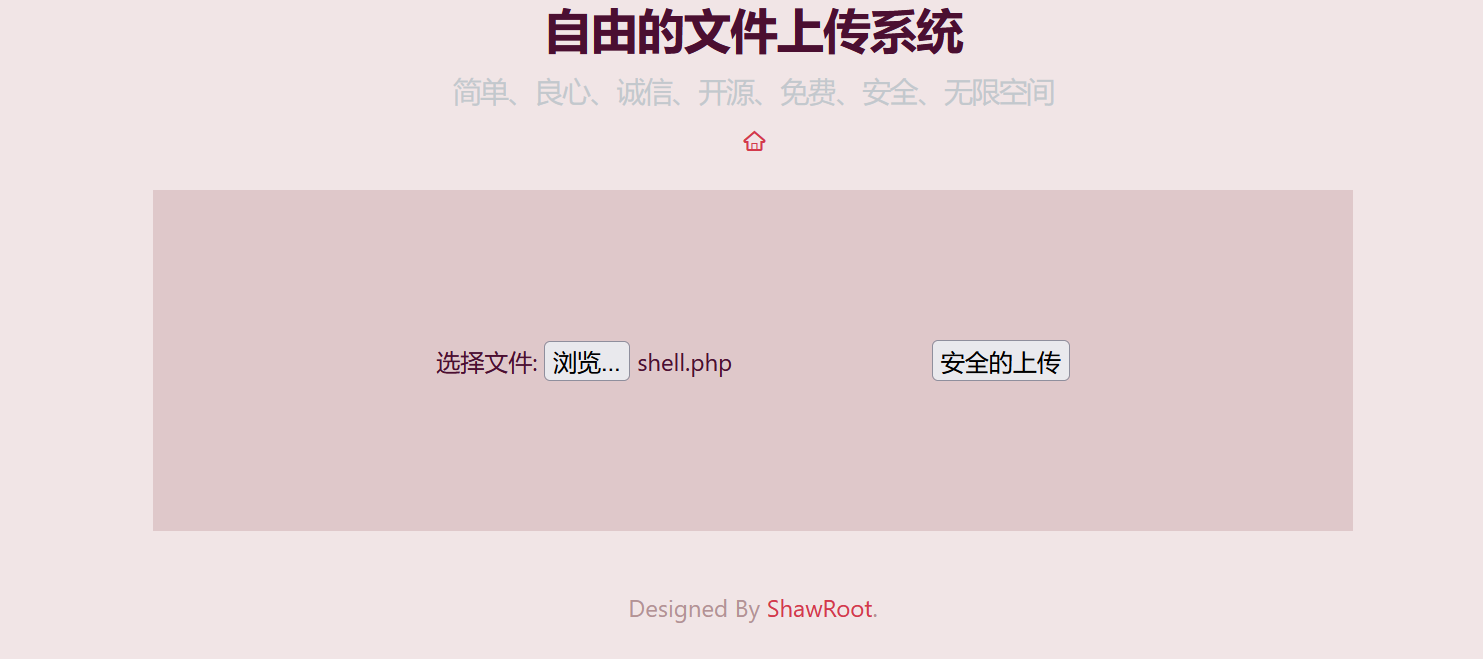 自由的文件上传系统
简单、良心、诚信、开源、免费、安全、无限空间
选择文件: 浏览... shell.php 安全的上传
Designed By ShawRoot.